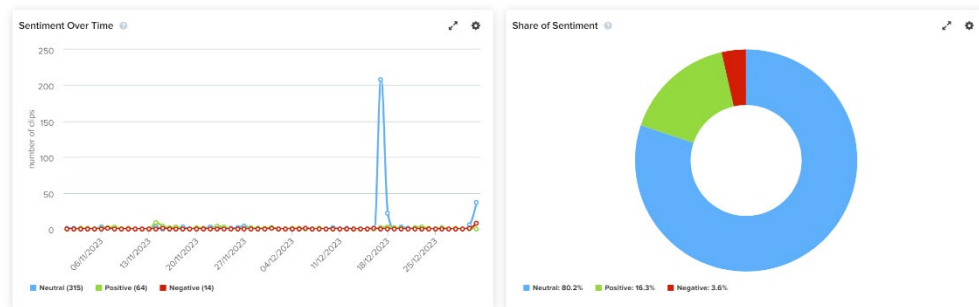 Sentiment Over Time ?
250
200
150
100
50
0
number of clips
06/11/2023
13/11/2023
20/11/2023
27/11/2023
04/12/2023
11/12/2023
18/12/2023
25/12/2023
Neutral (315) Positive (64) Negative (14)
Share of Sentiment ?
Neutral: 80.2% Positive: 16.3% Negative: 3.6%